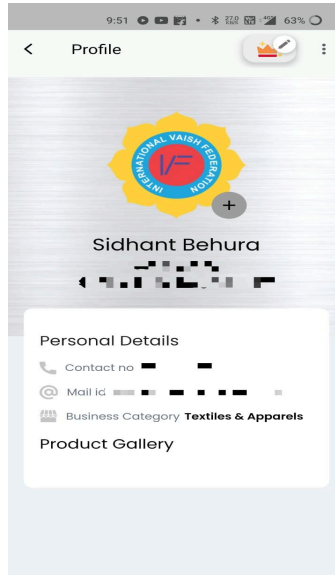 9:51
63%
Profile
INTERNATIONAL VAISH FEDERATION
VF
+
Sidhant Behura
Personal Details
Contact no
Mail id
Business Category Textiles & Apparels
Product Gallery